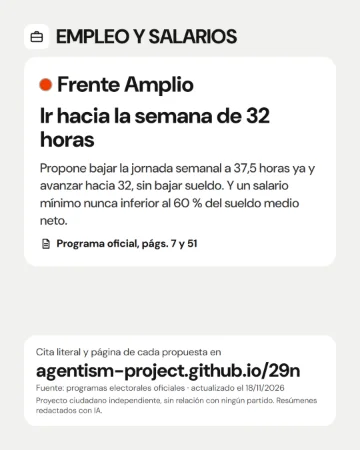 EMPLEO Y SALARIOS
Frente Amplio
Ir hacia la semana de 32
horas
Propone bajar la jornada semanal a 37,5 horas ya y
avanzar hacia 32, sin bajar sueldo. Y un salario
mínimo nunca inferior al 60 % del sueldo medio
neto.
Programa oficial, págs. 7 y 51
Cita literal y página de cada propuesta en
agentism-project.github.io/29n
Fuente: programas electorales oficiales · actualizado el 18/11/2026
Proyecto ciudadano independiente, sin relación con ningún partido. Resúmenes
redactados con IA.